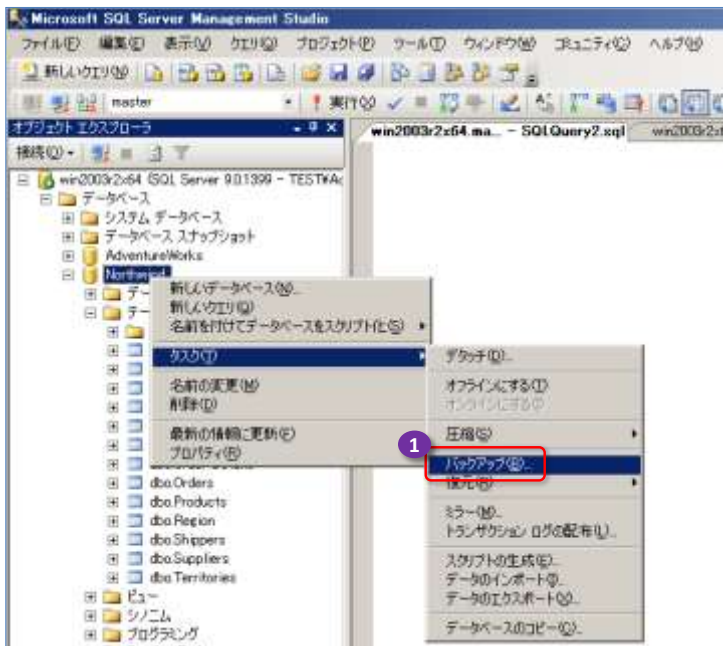 Microsoft SQL Server Management Studio
ファイル(F) 編集(E) 表示(V) クエリ(Q) プロジェクト(P) ツール(T) ウィンドウ(W) コミュニティ(C) ヘルプ(H)
新しいクエリ(N)
master 実行(X)
オブジェクト エクスプローラ
win2003r2x64.ma... - SQLQuery2.sql
接続(O)
win2003r2x64 (SQL Server 9.0.1399 - TEST¥Ac
データベース
システム データベース
データベース スナップショット
AdventureWorks
Northwind
新しいデータベース(N)...
新しいクエリ(Q)
名前を付けてデータベースをスクリプト化(S)
タスク(T)
名前の変更(M)
削除(D)
最新の情報に更新(F)
プロパティ(R)
デタッチ(D)...
オフラインにする(T)
オンラインにする
圧縮(S)
1
バックアップ(B)...
復元(R)
ミラー(M)...
トランザクション ログの配布(L)...
スクリプトの生成(E)...
データのインポート(I)...
データのエクスポート(X)...
データベースのコピー(C)...
dbo.Orders
dbo.Products
dbo.Region
dbo.Shippers
dbo.Suppliers
dbo.Territories
ビュー
シノニム
プログラミング